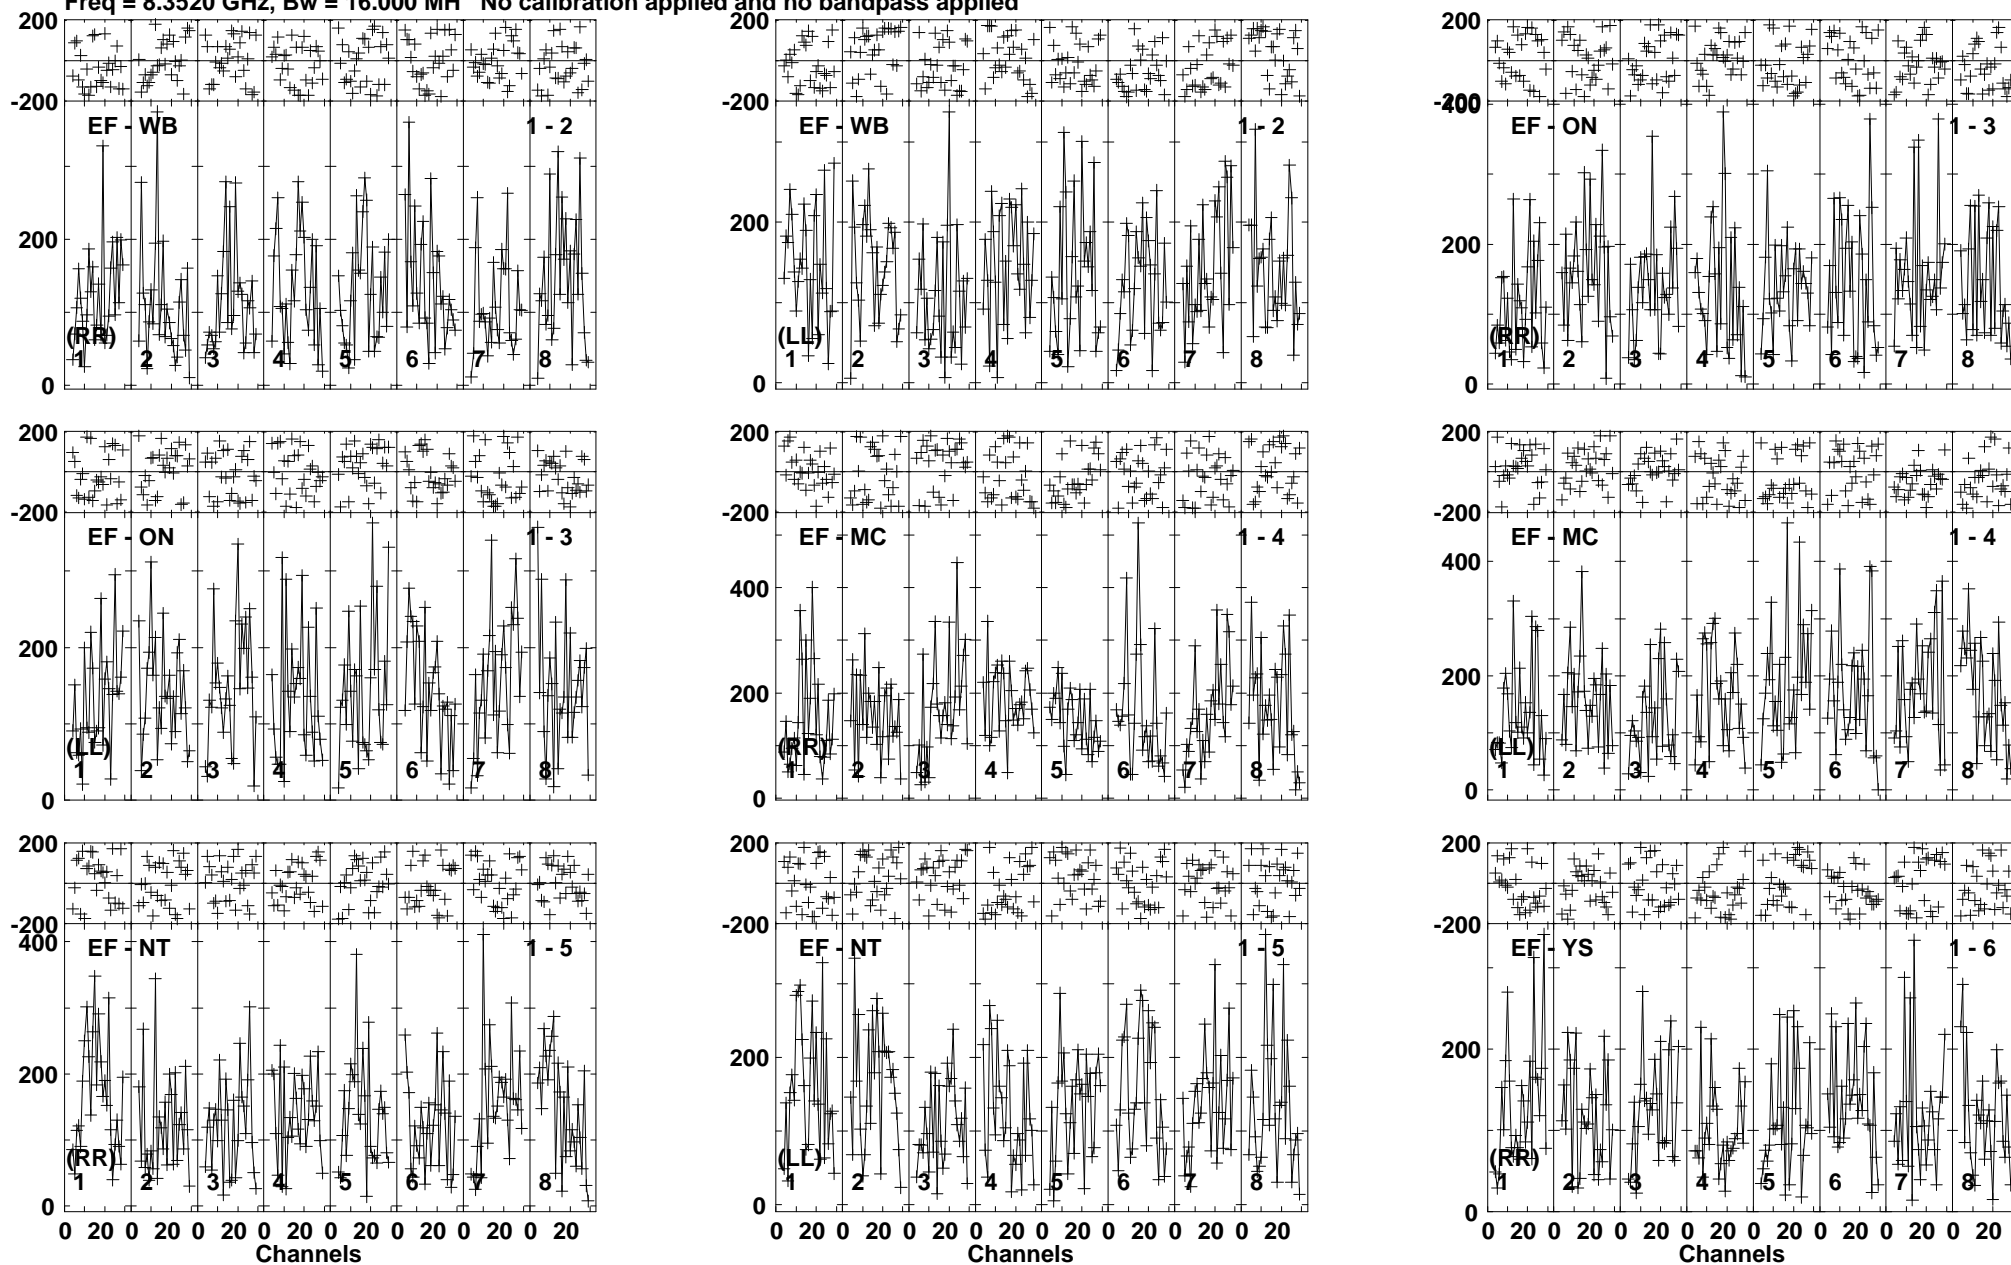 Freq = 8.3520 GHz, Bw = 16.000 MH No calibration applied and no bandpass applied
200 200 200
-200 -200 -200
400
EF - WB 1 - 2 EF - WB 1 - 2 EF - ON 1 - 3
200 200 200
(RR) (LL) (RR)
1 2 3 4 5 6 7 8 1 2 3 4 5 6 7 8 1 2 3 4 5 6 7 8
0 0 0
200 200 200
-200 -200 -200
EF - ON 1 - 3 EF - MC 1 - 4 EF - MC 1 - 4
400 400
200 200 200
(LL) (RR) (LL)
1 2 3 4 5 6 7 8 1 2 3 4 5 6 7 8 1 2 3 4 5 6 7 8
0 0 0
200 200 200
-200 -200 -200
400
EF - NT 1 - 5 EF - NT 1 - 5 EF - YS 1 - 6
200 200 200
(RR) (LL) (RR)
1 2 3 4 5 6 7 8 1 2 3 4 5 6 7 8 1 2 3 4 5 6 7 8
0 0 0
0 20 0 20 0 20 0 20 0 20 0 20 0 20 0 20 0 20 0 20 0 20 0 20 0 20 0 20 0 20 0 20 0 20 0 20 0 20 0 20 0 20 0 20 0 20 0 20
Channels Channels Channels